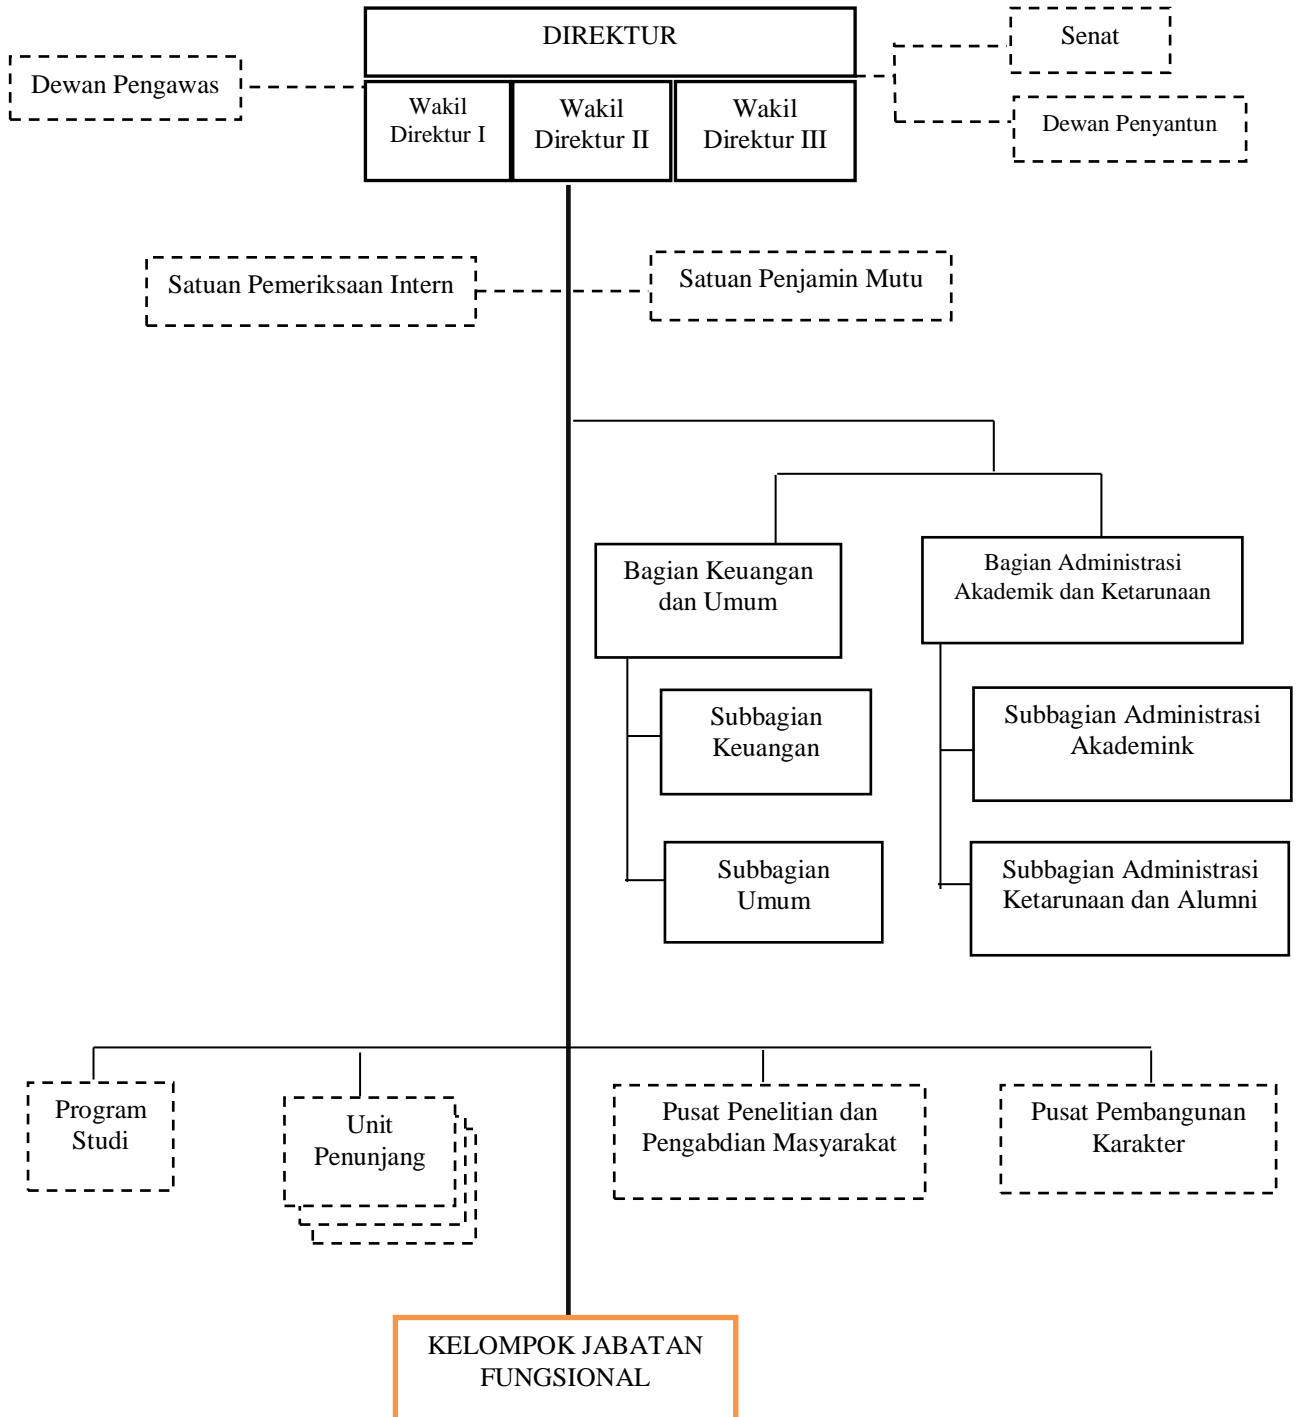 DIREKTUR
Senat
Dewan Pengawas
Wakil
Direktur I
Wakil
Direktur II
Wakil
Direktur III
Dewan Penyantun
Satuan Pemeriksaan Intern
Satuan Penjamin Mutu
Bagian Keuangan
dan Umum
Bagian Administrasi
Akademik dan Ketarunaan
Subbagian
Keuangan
Subbagian Administrasi
Akademink
Subbagian
Umum
Subbagian Administrasi
Ketarunaan dan Alumni
Program
Studi
Unit
Penunjang
Pusat Penelitian dan
Pengabdian Masyarakat
Pusat Pembangunan
Karakter
KELOMPOK JABATAN
FUNGSIONAL